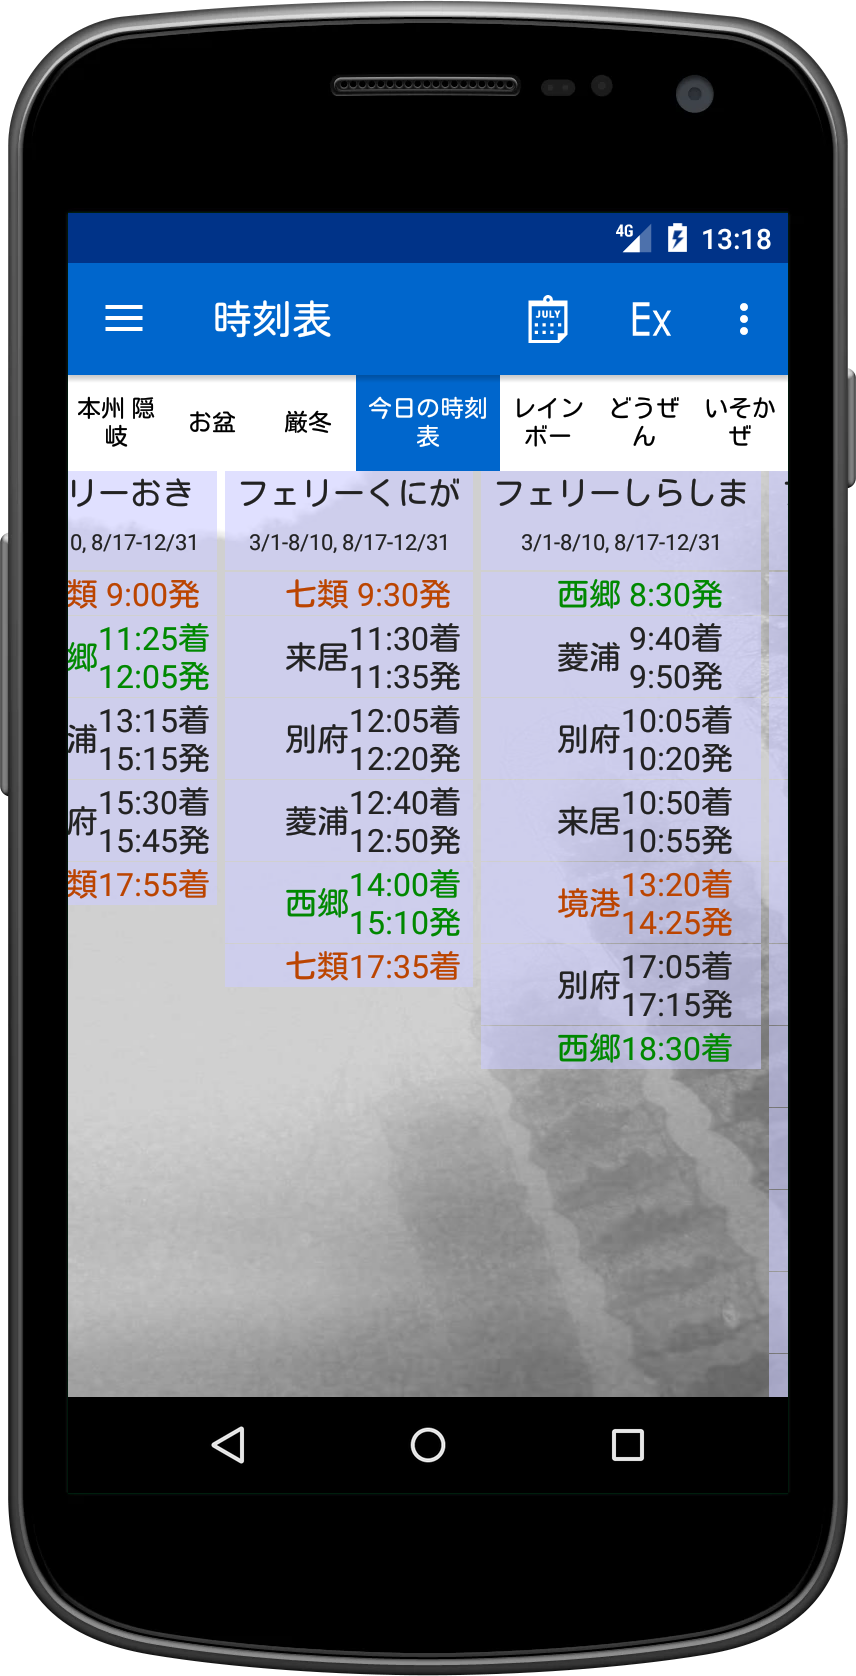 4G 13:18
時刻表 JULY Ex
本州 隠岐
お盆
厳冬
今日の時刻表
レインボー
どうぜん
いそかぜ
リーおき
0, 8/17-12/31
類 9:00発
郷 11:25着
12:05発
浦 13:15着
15:15発
府 15:30着
15:45発
類17:55着
フェリーくにが
3/1-8/10, 8/17-12/31
七類 9:30発
来居 11:30着
11:35発
別府 12:05着
12:20発
菱浦 12:40着
12:50発
西郷 14:00着
15:10発
七類17:35着
フェリーしらしま
3/1-8/10, 8/17-12/31
西郷 8:30発
菱浦 9:40着
9:50発
別府 10:05着
10:20発
来居 10:50着
10:55発
境港 13:20着
14:25発
別府 17:05着
17:15発
西郷18:30着